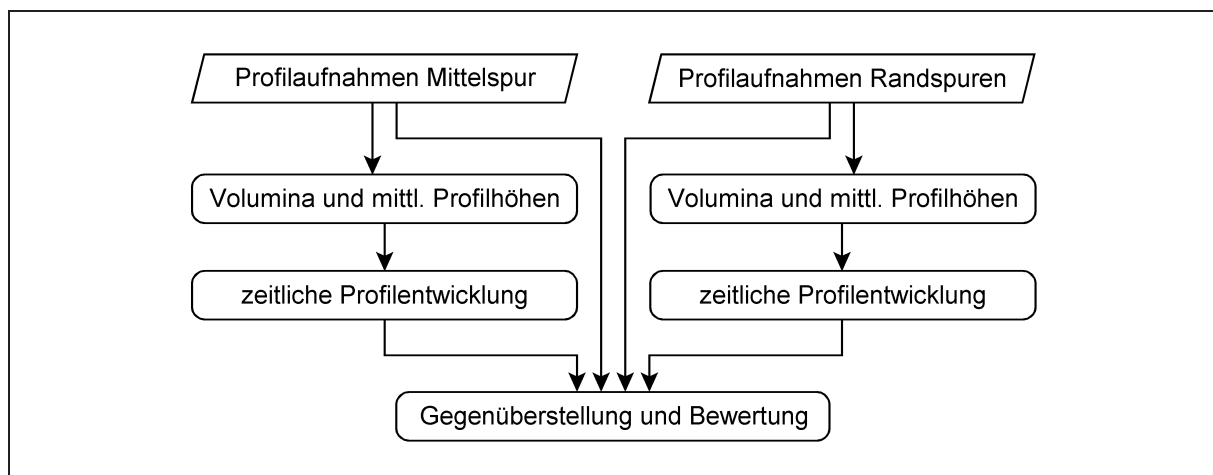 Profilaufnahmen Mittelspur
Profilaufnahmen Randspuren
Volumina und mittl. Profilhöhen
Volumina und mittl. Profilhöhen
zeitliche Profilentwicklung
zeitliche Profilentwicklung
Gegenüberstellung und Bewertung